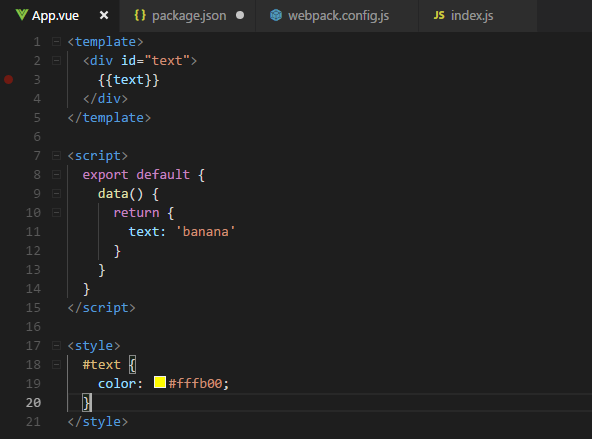 App.vue package.json webpack.config.js JS index.js
1 <template>
2 <div id="text">
3 {{text}}
4 </div>
5 </template>
6
7 <script>
8 export default {
9 data() {
10 return {
11 text: 'banana'
12 }
13 }
14 }
15 </script>
16
17 <style>
18 #text {
19 color: #fffb00;
20 }
21 </style>